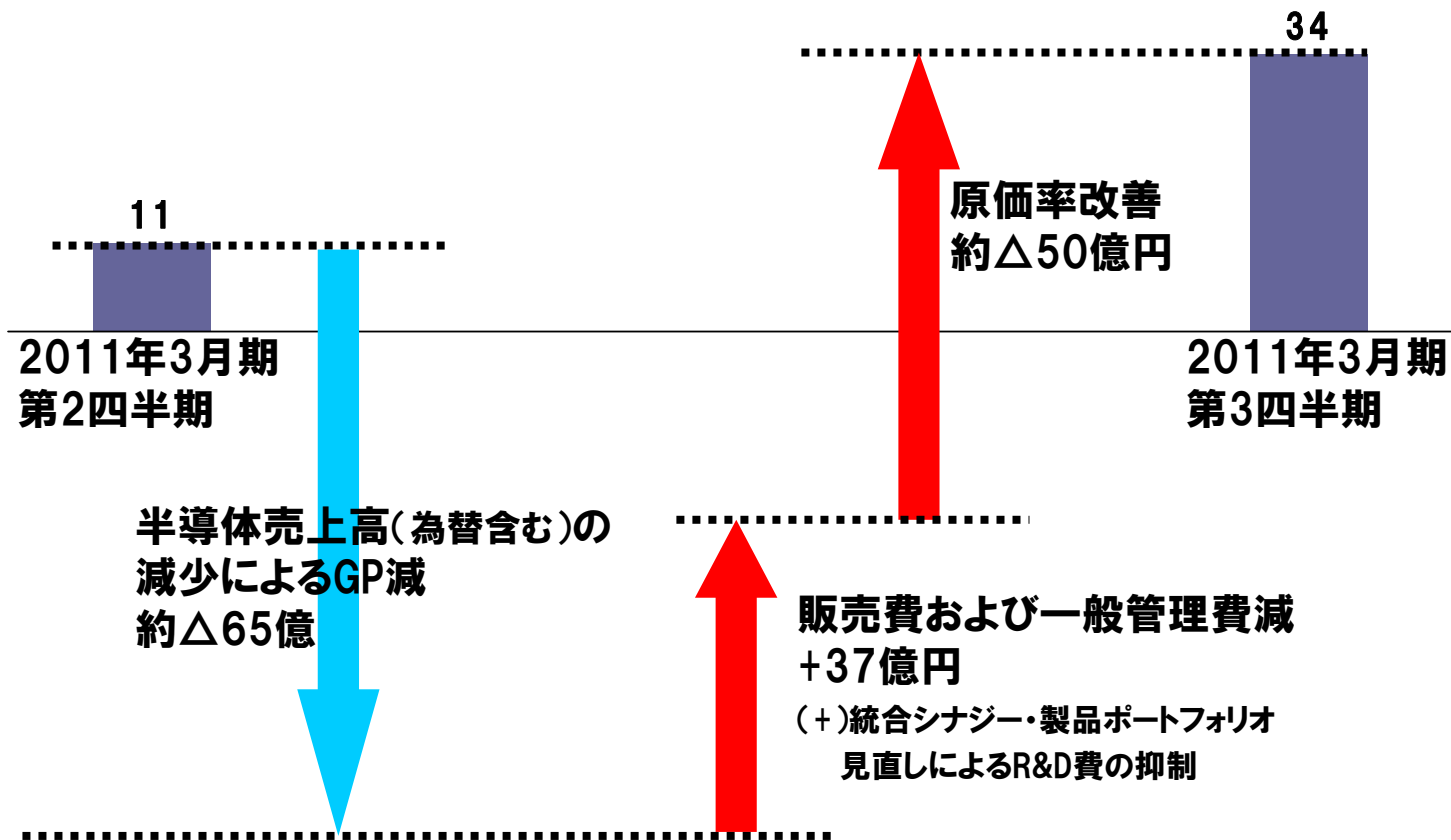 34
11
原価率改善
約△50億円
2011年3月期
第2四半期
2011年3月期
第3四半期
半導体売上高(為替含む)の
減少によるGP減
約△65億
販売費および一般管理費減
+37億円
(+)統合シナジー・製品ポートフォリオ
見直しによるR&D費の抑制